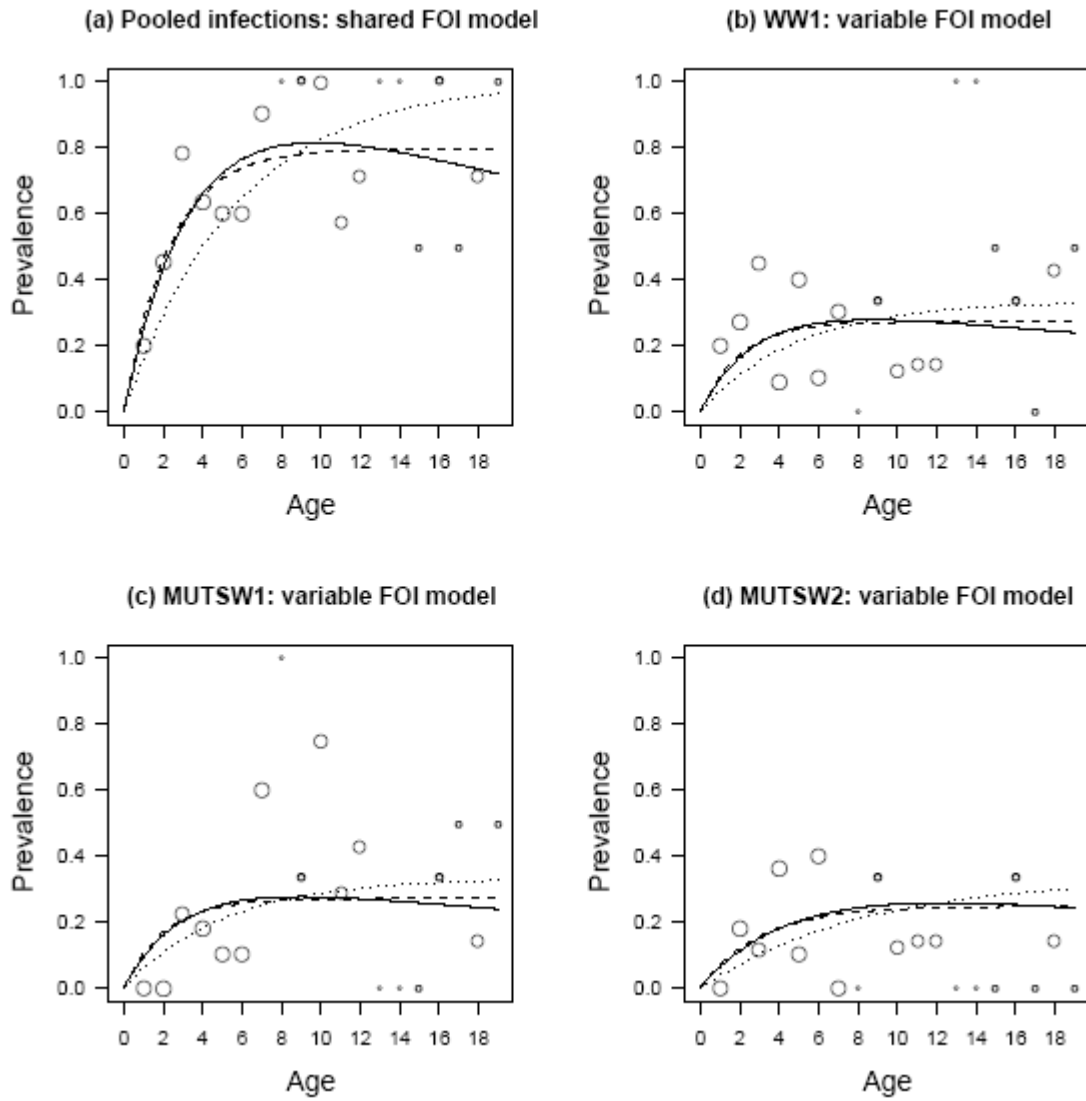 (a) Pooled infections: shared FOI model
(b) WW1: variable FOI model
Prevalence
1.0
0.8
0.6
0.4
0.2
0.0
0 2 4 6 8 10 12 14 16 18
Age
Prevalence
1.0
0.8
0.6
0.4
0.2
0.0
0 2 4 6 8 10 12 14 16 18
Age
(c) MUTSW1: variable FOI model
(d) MUTSW2: variable FOI model
Prevalence
1.0
0.8
0.6
0.4
0.2
0.0
0 2 4 6 8 10 12 14 16 18
Age
Prevalence
1.0
0.8
0.6
0.4
0.2
0.0
0 2 4 6 8 10 12 14 16 18
Age